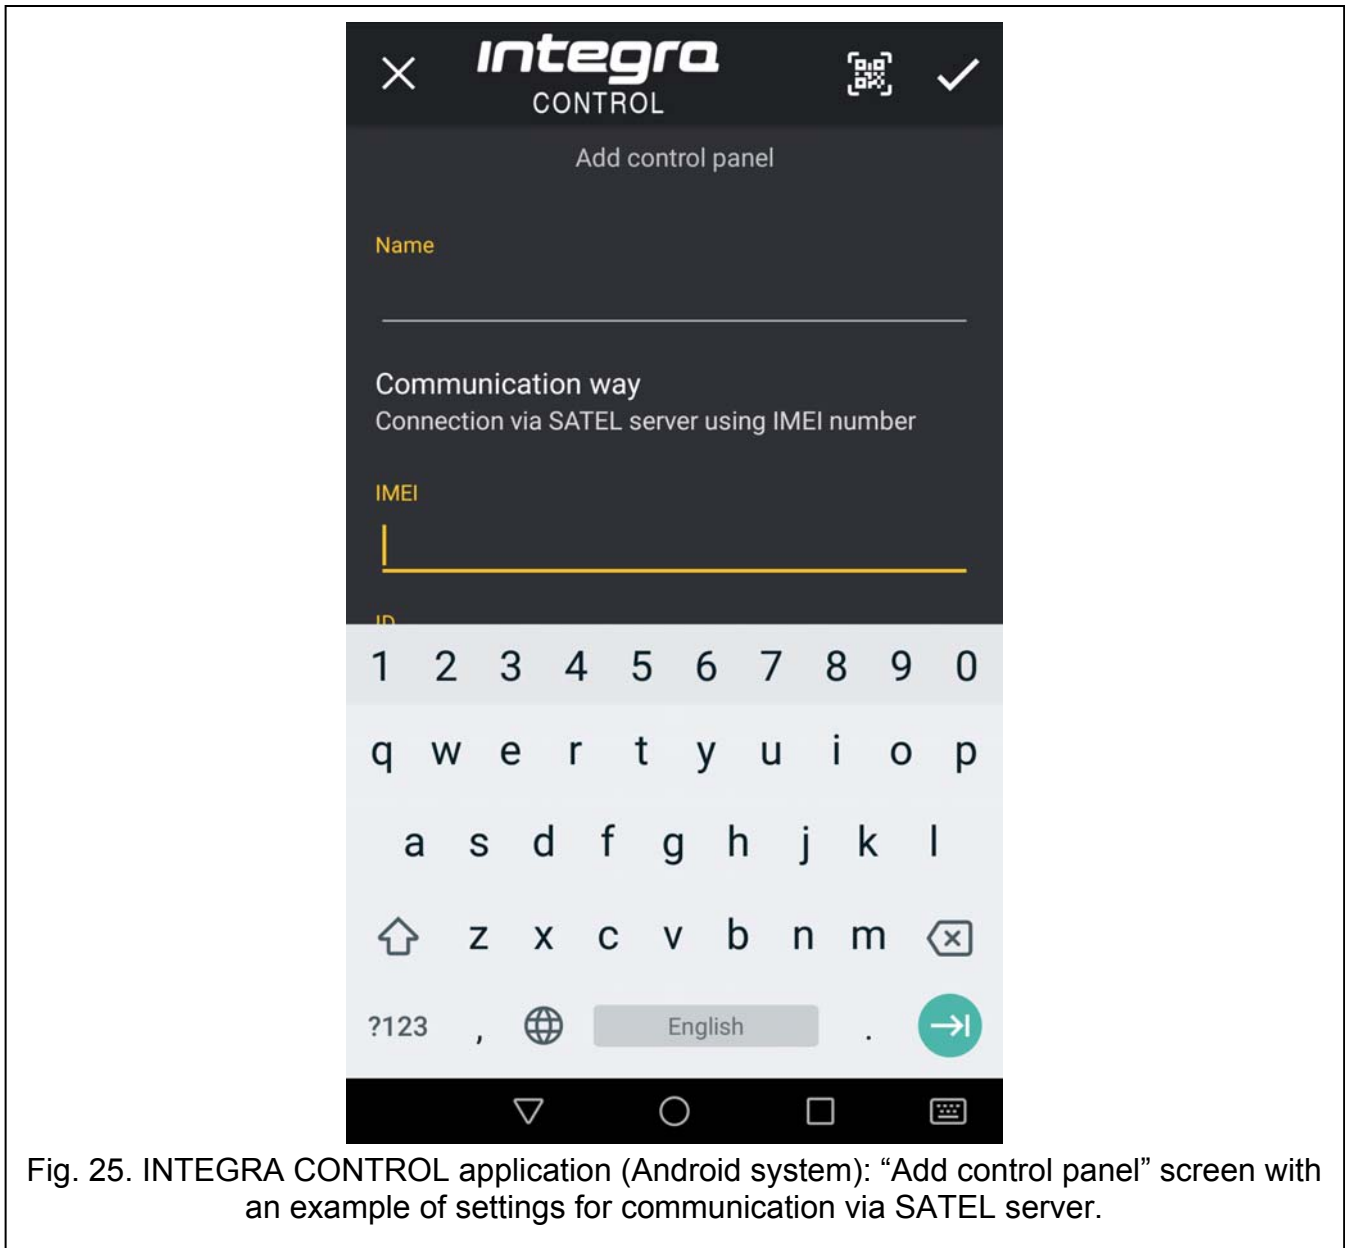 ıntegra
CONTROL
Add control panel
Name
Communication way
Connection via SATEL server using IMEI number
IMEI
ID
1 2 3 4 5 6 7 8 9 0
q w e r t y u i o p
a s d f g h j k l
z x c v b n m
?123 , English .
Fig. 25. INTEGRA CONTROL application (Android system): “Add control panel” screen with
an example of settings for communication via SATEL server.